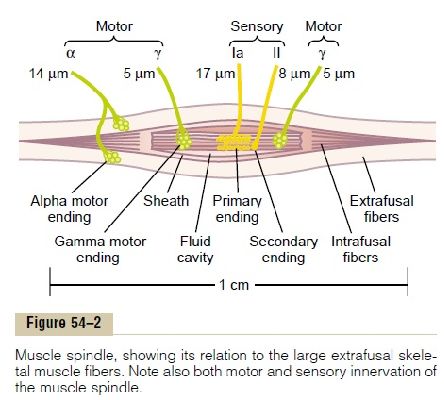 Motor Sensory Motor
α γ Ia II γ
14 μm 5 μm 17 μm 8 μm 5 μm
Alpha motor ending Sheath Primary ending Extrafusal fibers
Gamma motor ending Fluid cavity Secondary ending Intrafusal fibers
1 cm
Figure 54–2
Muscle spindle, showing its relation to the large extrafusal skele-
tal muscle fibers. Note also both motor and sensory innervation of
the muscle spindle.